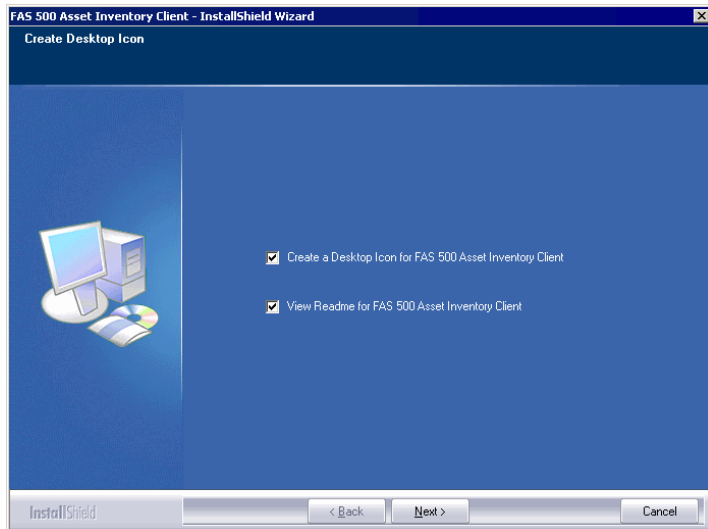 FAS 500 Asset Inventory Client - InstallShield Wizard
Create Desktop Icon
Create a Desktop Icon for FAS 500 Asset Inventory Client
View Readme for FAS 500 Asset Inventory Client
InstallShield
< Back
Next >
Cancel